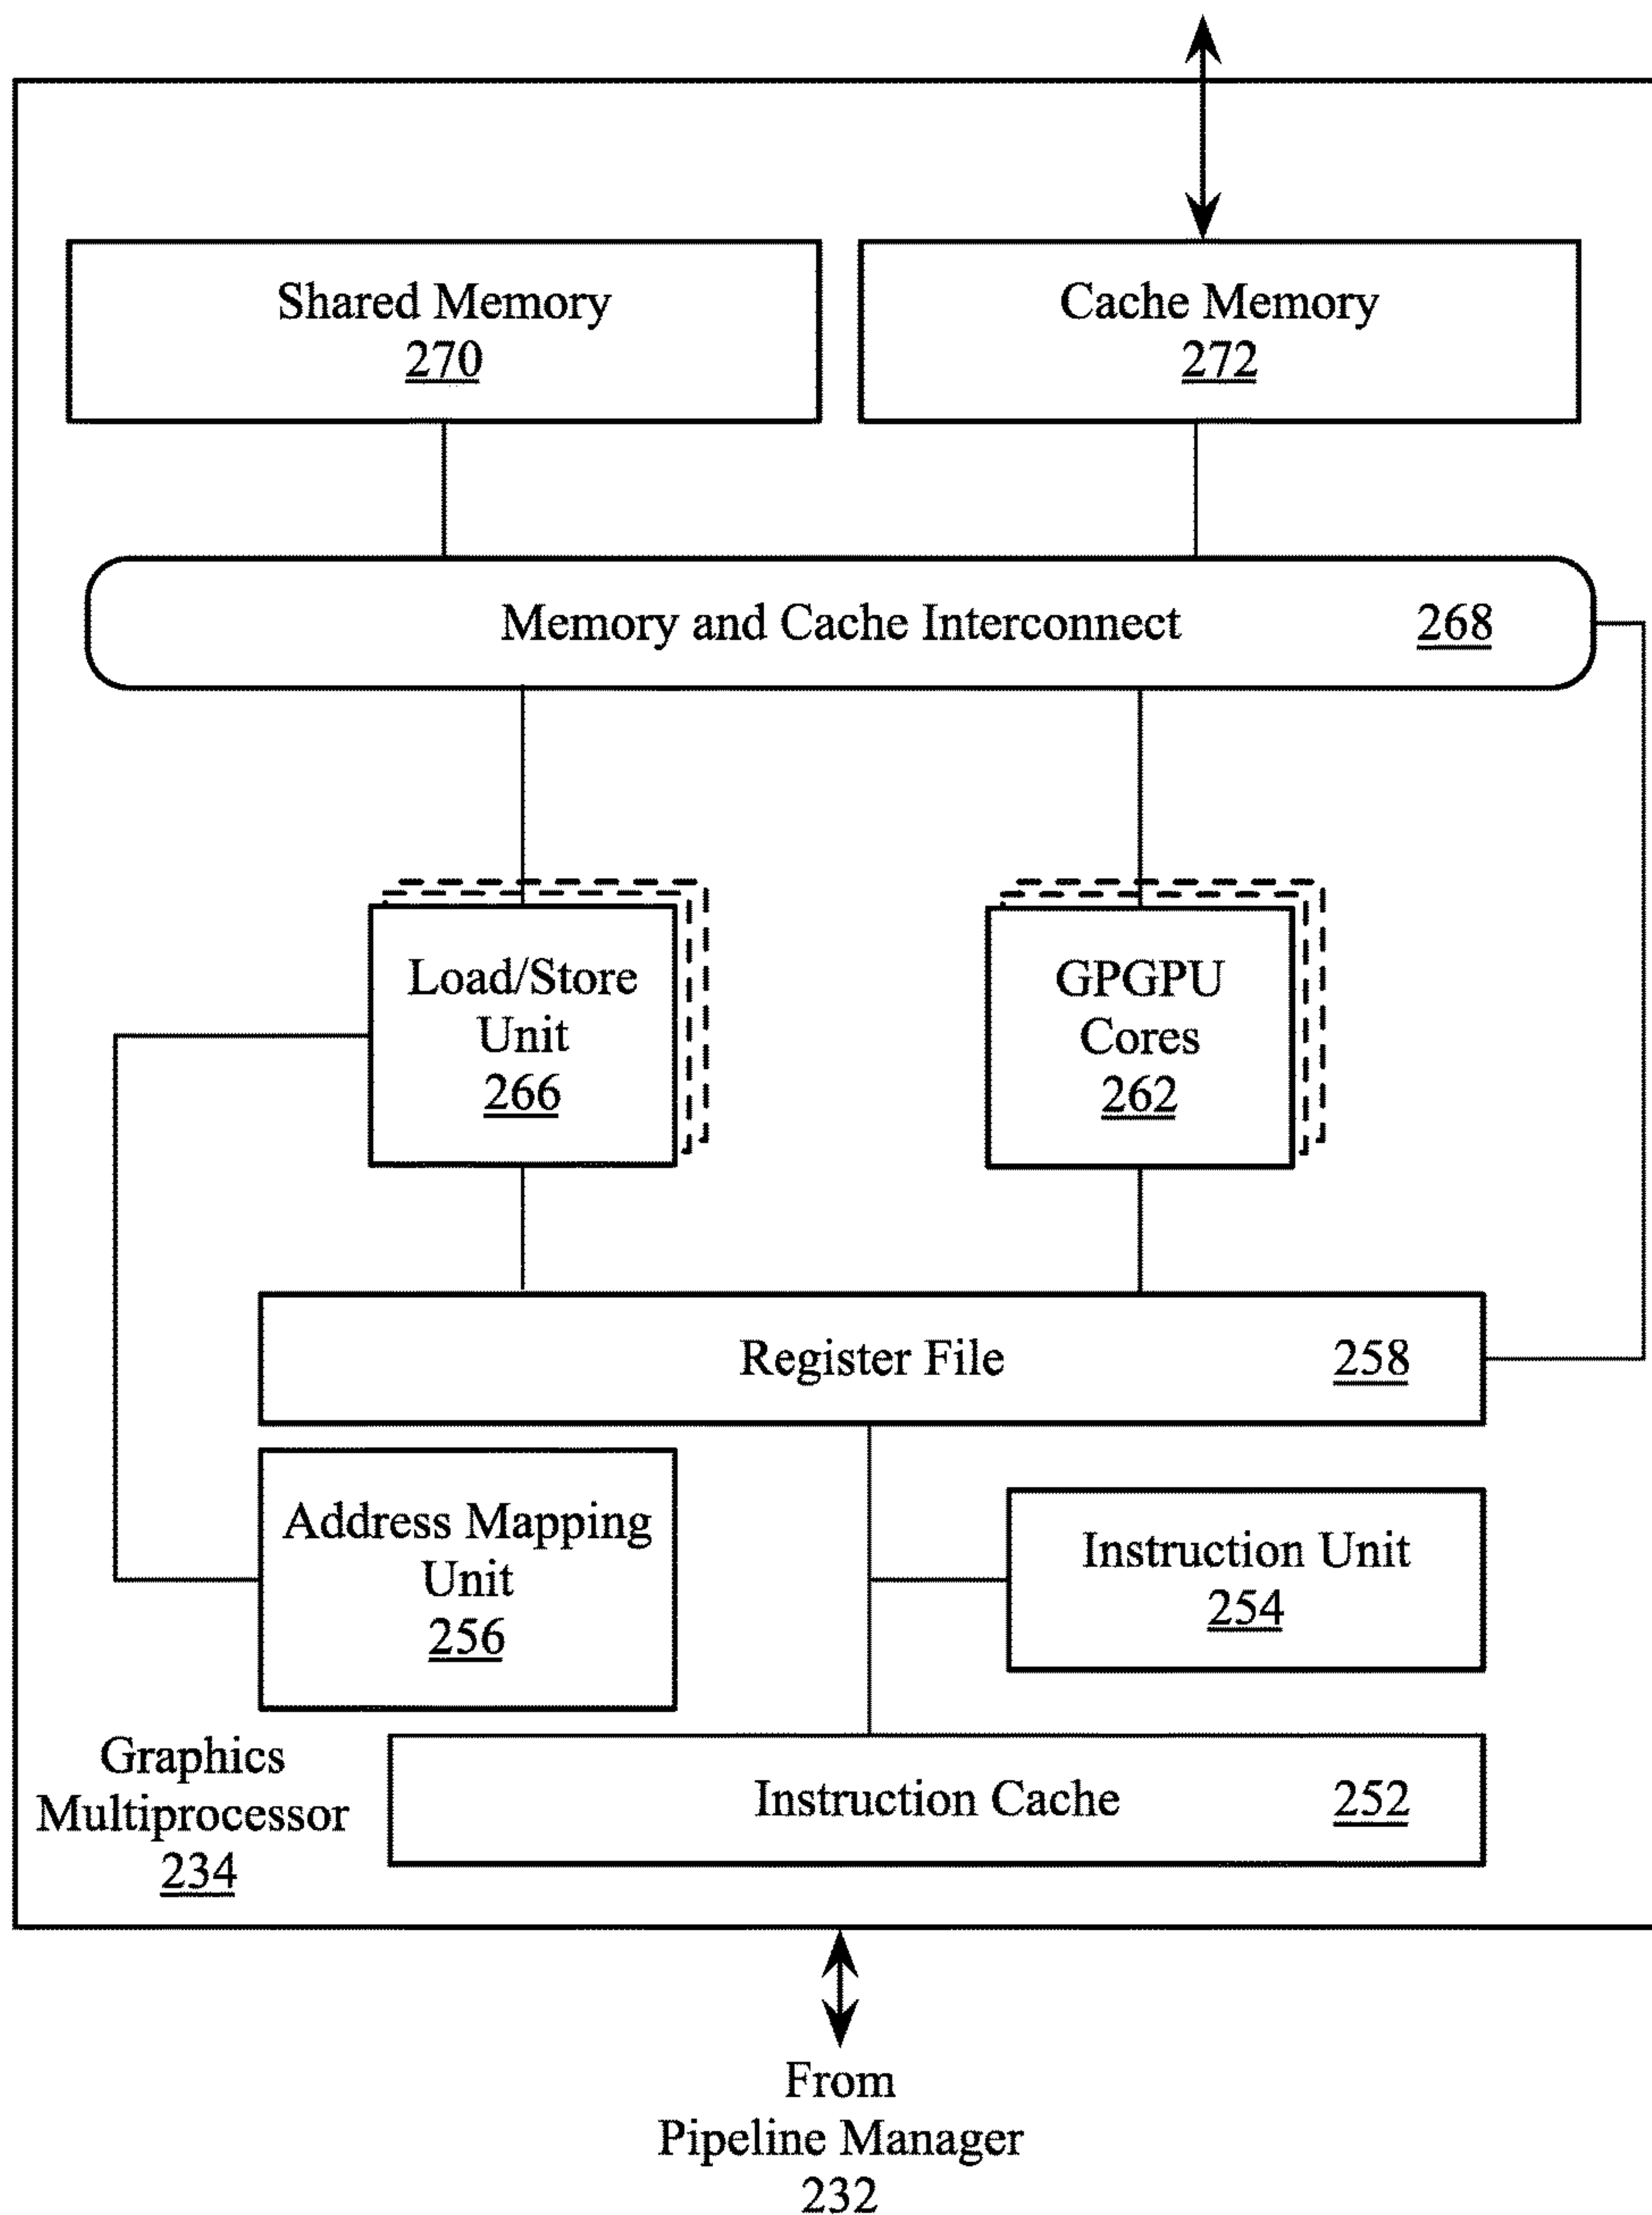 Shared Memory
270
Cache Memory
272
Memory and Cache Interconnect 268
Load/Store
Unit
266
GPGPU
Cores
262
Register File 258
Address Mapping
Unit
256
Instruction Unit
254
Graphics
Multiprocessor
234
Instruction Cache 252
From
Pipeline Manager
232